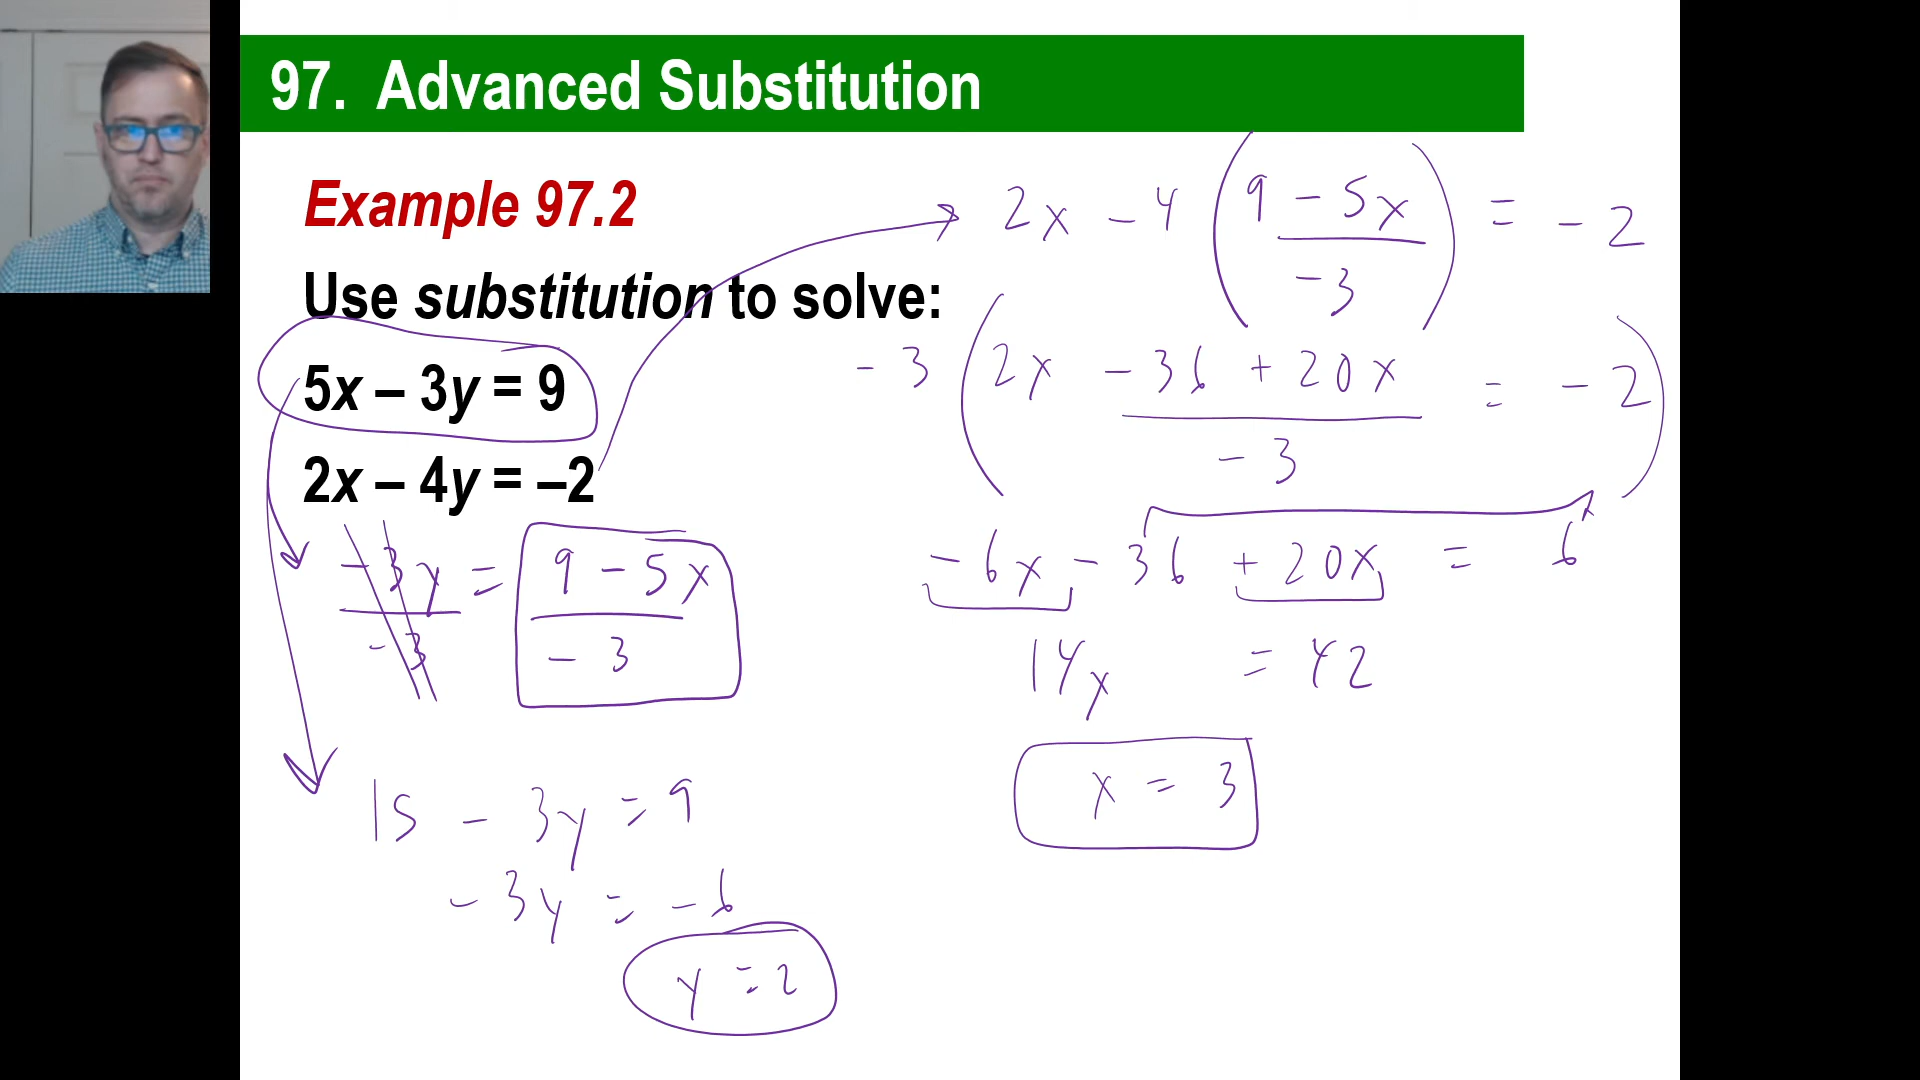 97. Advanced Substitution
Example 97.2
Use substitution to solve:
5x – 3y = 9
2x – 4y = –2
-3y = 9 - 5x
-3 -3
15 - 3y = 9
-3y = -6
y = 2
2x - 4 ( 9 - 5x ) = -2
-3
-3 ( 2x - 36 + 20x = -2 )
-3
-6x - 36 + 20x = 6
14x = 42
x = 3